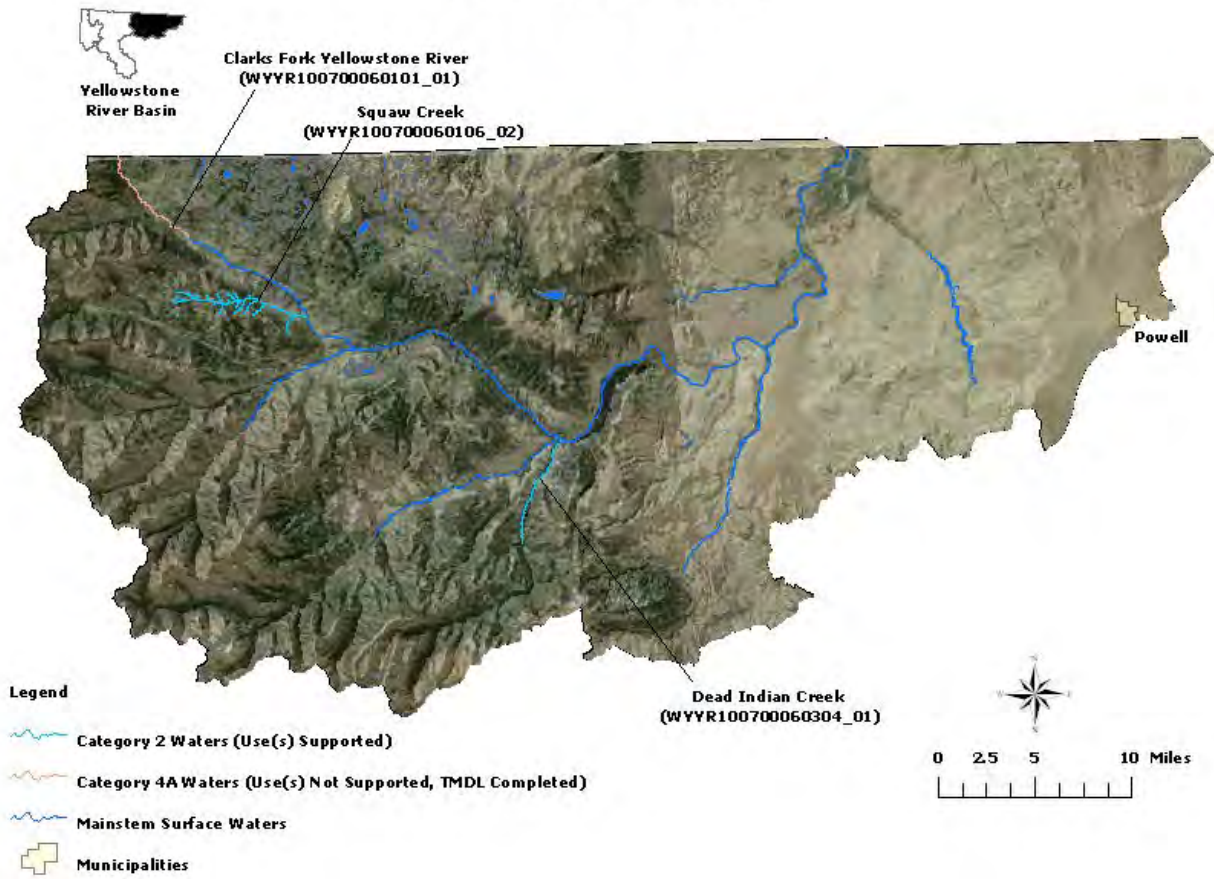 Yellowstone
River Basin
Clarks Fork Yellowstone River
(WYYR100700060101_01)
Squaw Creek
(WYYR100700060106_02)
Powell
Dead Indian Creek
(WYYR100700060304_01)
N
E
S
W
Legend
Category 2 Waters (Use(s) Supported)
Category 4A Waters (Use(s) Not Supported, TMDL Completed)
Mainstem Surface Waters
Municipalities
0 2.5 5 10 Miles